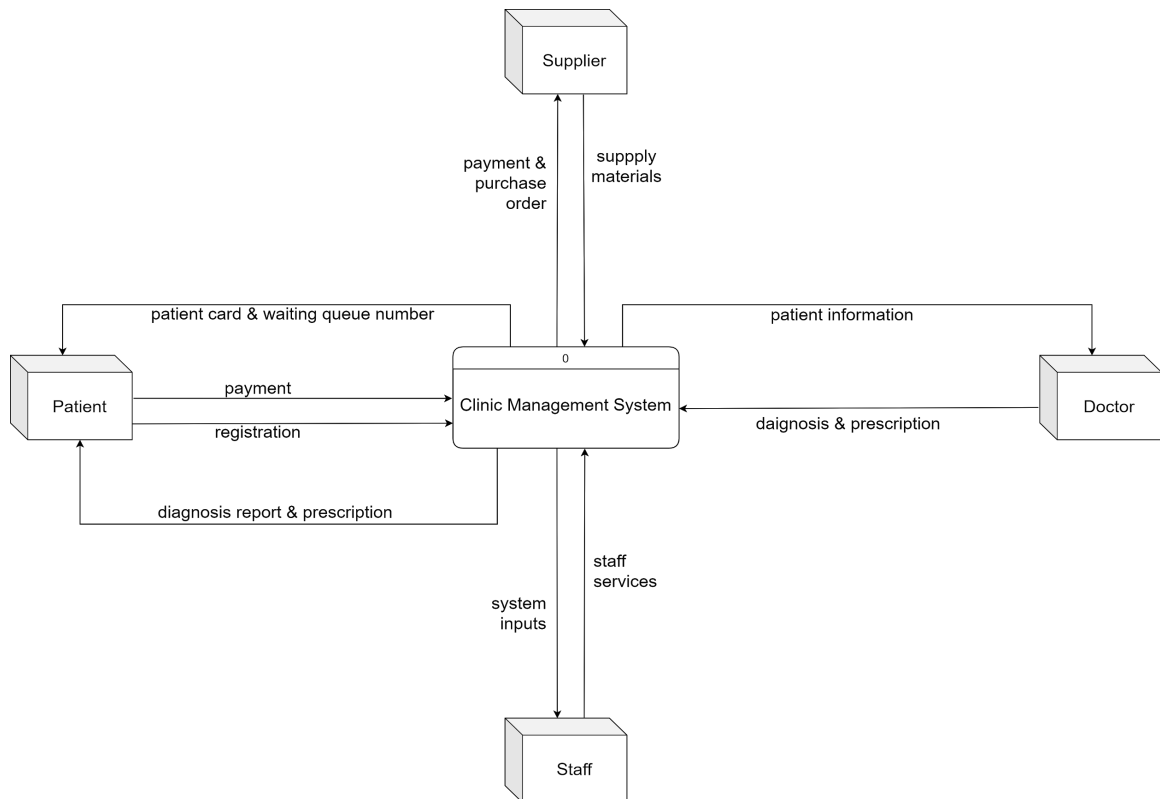 Supplier
payment &
purchase
order
suppply
materials
patient card & waiting queue number
patient information
0
Patient
payment
registration
Clinic Management System
daignosis & prescription
Doctor
diagnosis report & prescription
staff
services
system
inputs
Staff